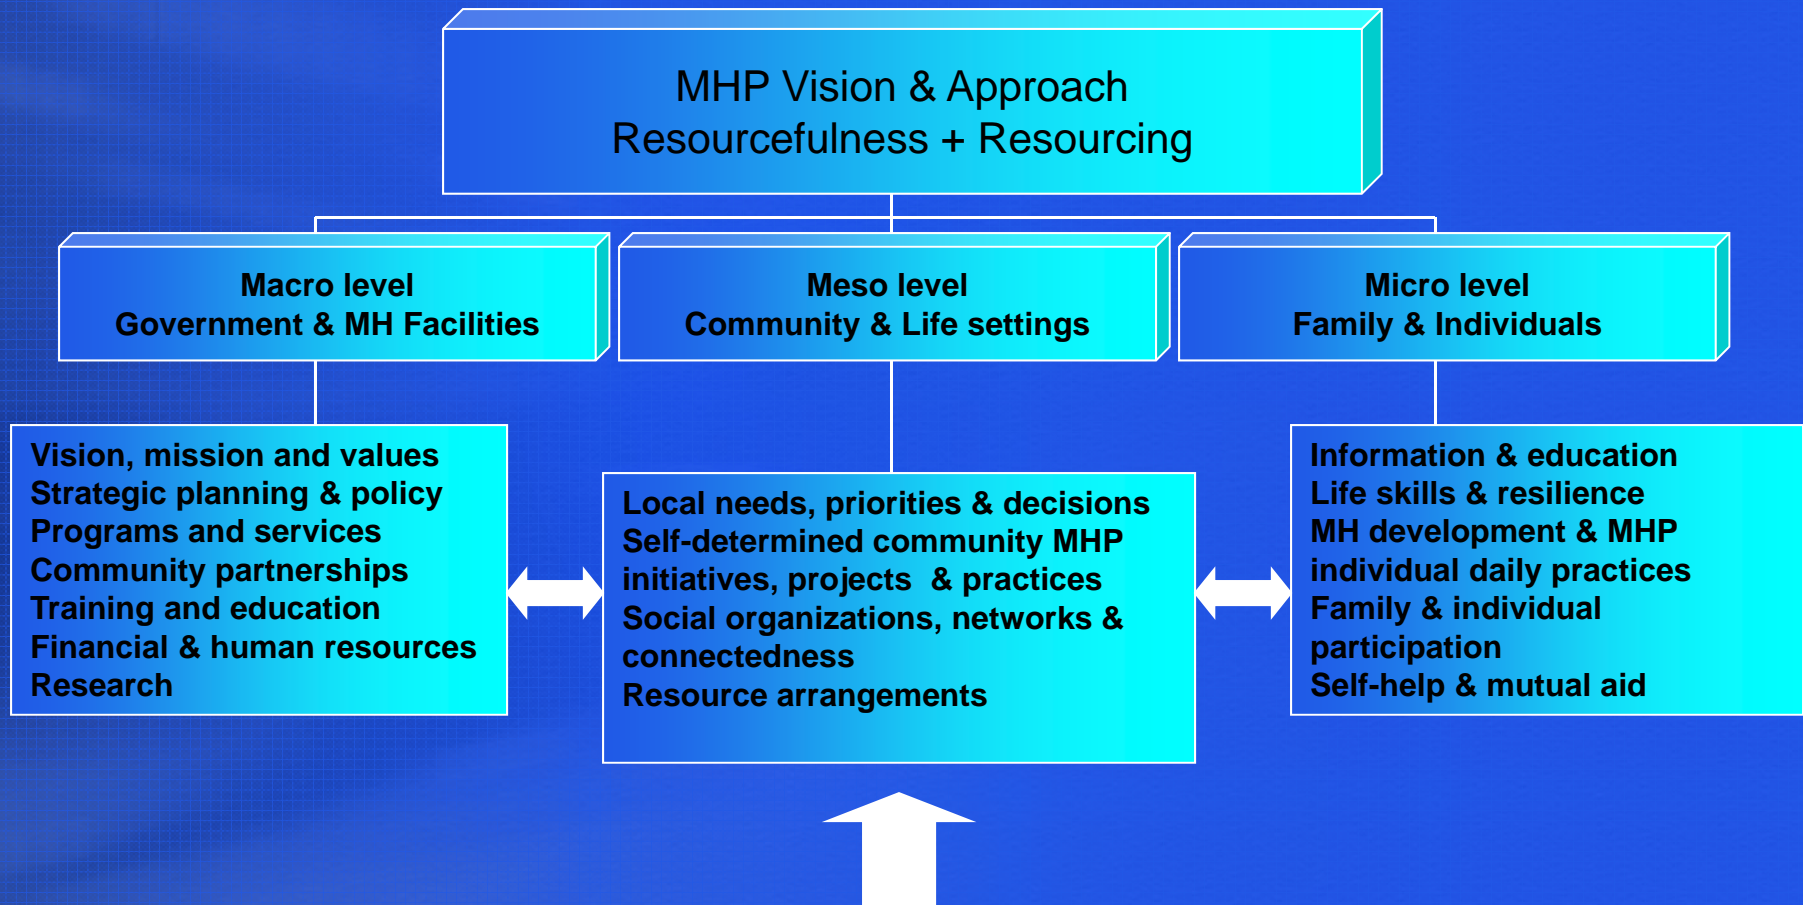 MHP Vision & Approach
Resourcefulness + Resourcing
Macro level
Government & MH Facilities
Meso level
Community & Life settings
Micro level
Family & Individuals
Vision, mission and values
Strategic planning & policy
Programs and services
Community partnerships
Training and education
Financial & human resources
Research
Local needs, priorities & decisions
Self-determined community MHP
initiatives, projects  & practices
Social organizations, networks &
connectedness
Resource arrangements
Information & education
Life skills & resilience
MH development & MHP
individual daily practices
Family & individual
participation
Self-help & mutual aid